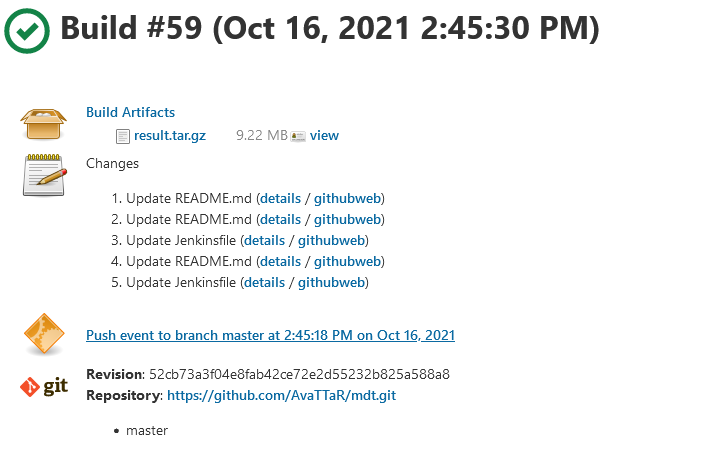 Build #59 (Oct 16, 2021 2:45:30 PM)
Build Artifacts
result.tar.gz 9.22 MB view
Changes
1. Update README.md (details / githubweb)
2. Update README.md (details / githubweb)
3. Update Jenkinsfile (details / githubweb)
4. Update README.md (details / githubweb)
5. Update Jenkinsfile (details / githubweb)
Push event to branch master at 2:45:18 PM on Oct 16, 2021
git
Revision: 52cb73a3f04e8fab42ce72e2d55232b825a588a8
Repository: https://github.com/AvaTTaR/mdt.git
• master